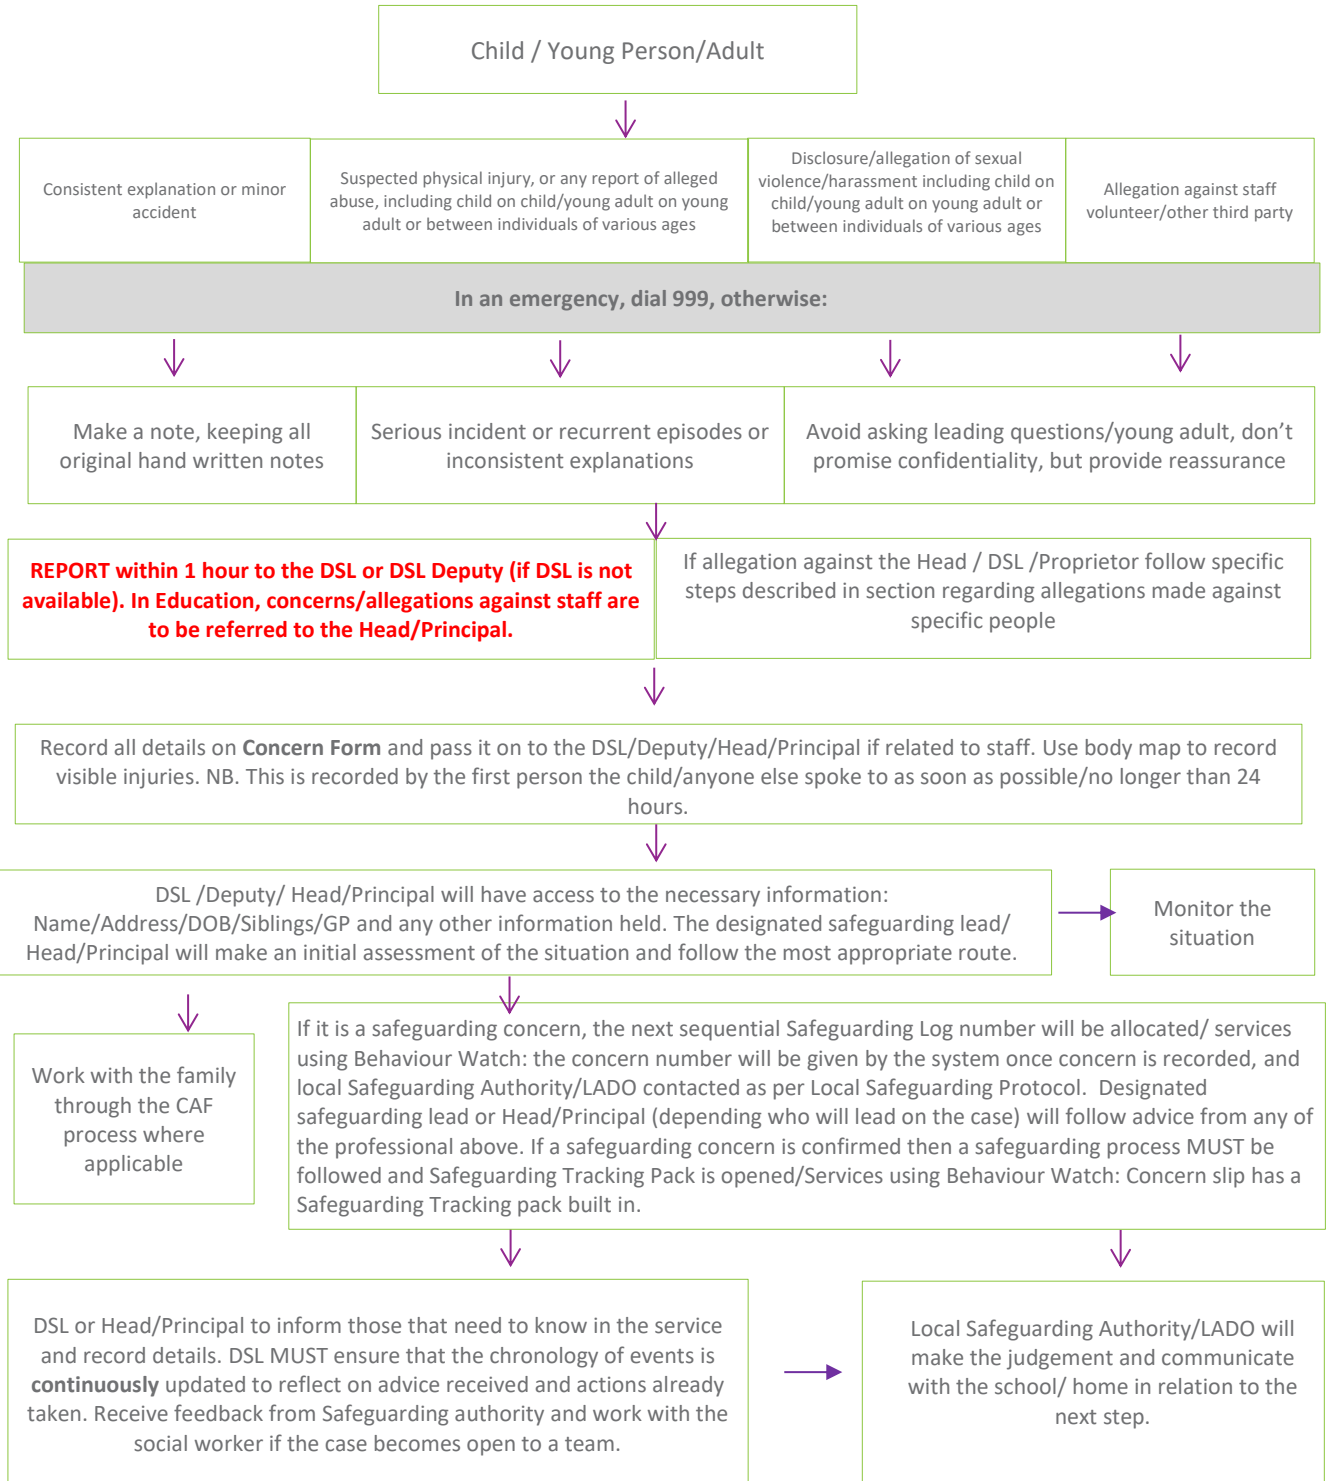 Child / Young Person/Adult
Consistent explanation or minor
accident
Suspected physical injury, or any report of alleged
abuse, including child on child/young adult on young
adult or between individuals of various ages
Disclosure/allegation of sexual
violence/harassment including child on
child/young adult on young adult or
between individuals of various ages
Allegation against staff
volunteer/other third party
In an emergency, dial 999, otherwise:
Make a note, keeping all
original hand written notes
Serious incident or recurrent episodes or
inconsistent explanations
Avoid asking leading questions/young adult, don’t
promise confidentiality, but provide reassurance
REPORT within 1 hour to the DSL or DSL Deputy (if DSL is not
available). In Education, concerns/allegations against staff are
to be referred to the Head/Principal.
If allegation against the Head / DSL /Proprietor follow specific
steps described in section regarding allegations made against
specific people
Record all details on Concern Form and pass it on to the DSL/Deputy/Head/Principal if related to staff. Use body map to record
visible injuries. NB. This is recorded by the first person the child/anyone else spoke to as soon as possible/no longer than 24
hours.
DSL /Deputy/ Head/Principal will have access to the necessary information:
Name/Address/DOB/Siblings/GP and any other information held. The designated safeguarding lead/
Head/Principal will make an initial assessment of the situation and follow the most appropriate route.
Monitor the
situation
Work with the family
through the CAF
process where
applicable
If it is a safeguarding concern, the next sequential Safeguarding Log number will be allocated/ services
using Behaviour Watch: the concern number will be given by the system once concern is recorded, and
local Safeguarding Authority/LADO contacted as per Local Safeguarding Protocol.  Designated
safeguarding lead or Head/Principal (depending who will lead on the case) will follow advice from any of
the professional above. If a safeguarding concern is confirmed then a safeguarding process MUST be
followed and Safeguarding Tracking Pack is opened/Services using Behaviour Watch: Concern slip has a
Safeguarding Tracking pack built in.
DSL or Head/Principal to inform those that need to know in the service
and record details. DSL MUST ensure that the chronology of events is
continuously updated to reflect on advice received and actions already
taken. Receive feedback from Safeguarding authority and work with the
social worker if the case becomes open to a team.
Local Safeguarding Authority/LADO will
make the judgement and communicate
with the school/ home in relation to the
next step.